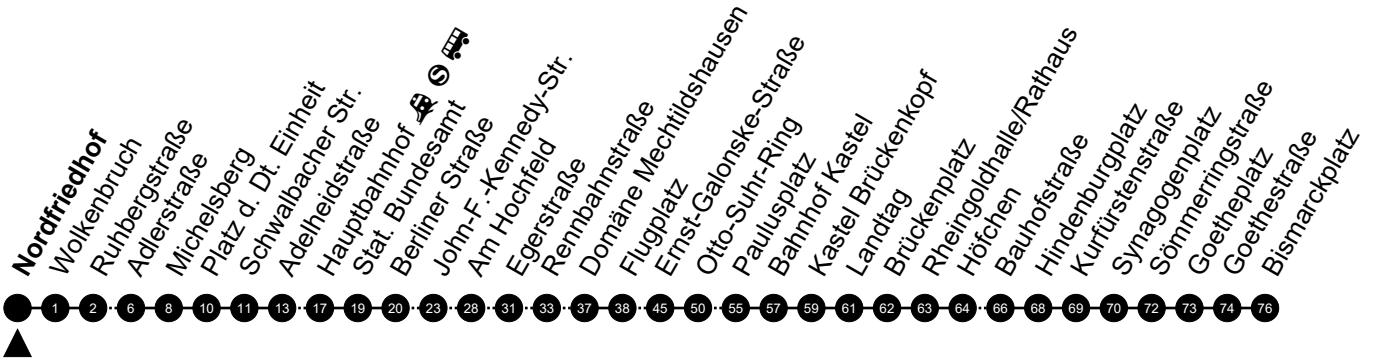 Nordfriedhof
Wolkenbruch
Ruhbergstraße
Adlerstraße
Michelsberg
Platz d. Dt. Einheit
Schwalbacher Str.
Adelheidstraße
Hauptbahnhof S
Stat. Bundesamt
Berliner Straße
John-F.-Kennedy-Str.
Am Hochfeld
Egerstraße
Rennbahnstraße
Domäne Mechtildshausen
Flugplatz
Ernst-Galonske-Straße
Otto-Suhr-Ring
Paulusplatz
Bahnhof Kastel
Kastel Brückenkopf
Landtag
Brückenplatz
Rheingoldhalle/Rathaus
Höfchen
Bauhofstraße
Hindenburgplatz
Kurfürstenstraße
Synagogenplatz
Sömmerringstraße
Goetheplatz
Goethestraße
Bismarckplatz
1 2 6 8 10 11 13 17 19 20 23 28 31 33 37 38 45 50 55 57 59 61 62 63 64 66 68 69 70 72 73 74 76